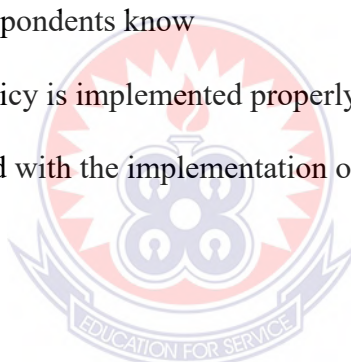 pondents know
icy is implemented properly
d with the implementation o
EDUCATION FOR SERVICE